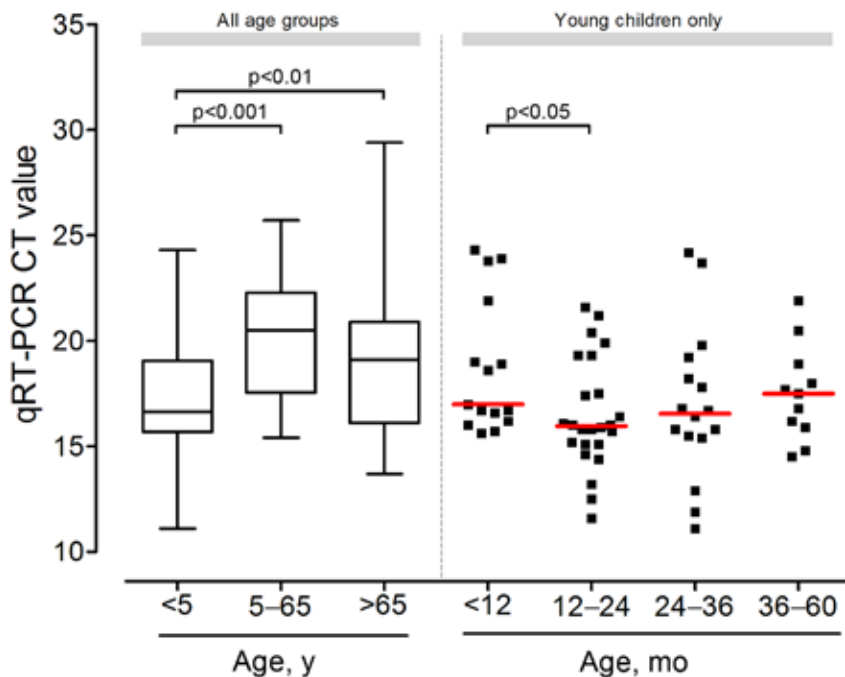 All age groups
Young children only
p<0.01
p<0.001
p<0.05
qRT-PCR CT value
35
30
25
20
15
10
<5 5–65 >65
<12 12–24 24–36 36–60
Age, y
Age, mo